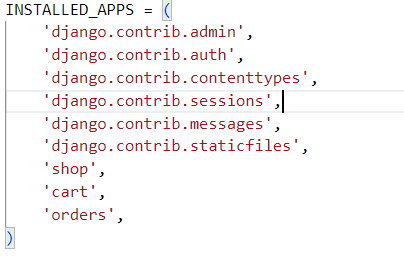 INSTALLED_APPS = (
    'django.contrib.admin',
    'django.contrib.auth',
    'django.contrib.contenttypes',
    'django.contrib.sessions',
    'django.contrib.messages',
    'django.contrib.staticfiles',
    'shop',
    'cart',
    'orders',
)